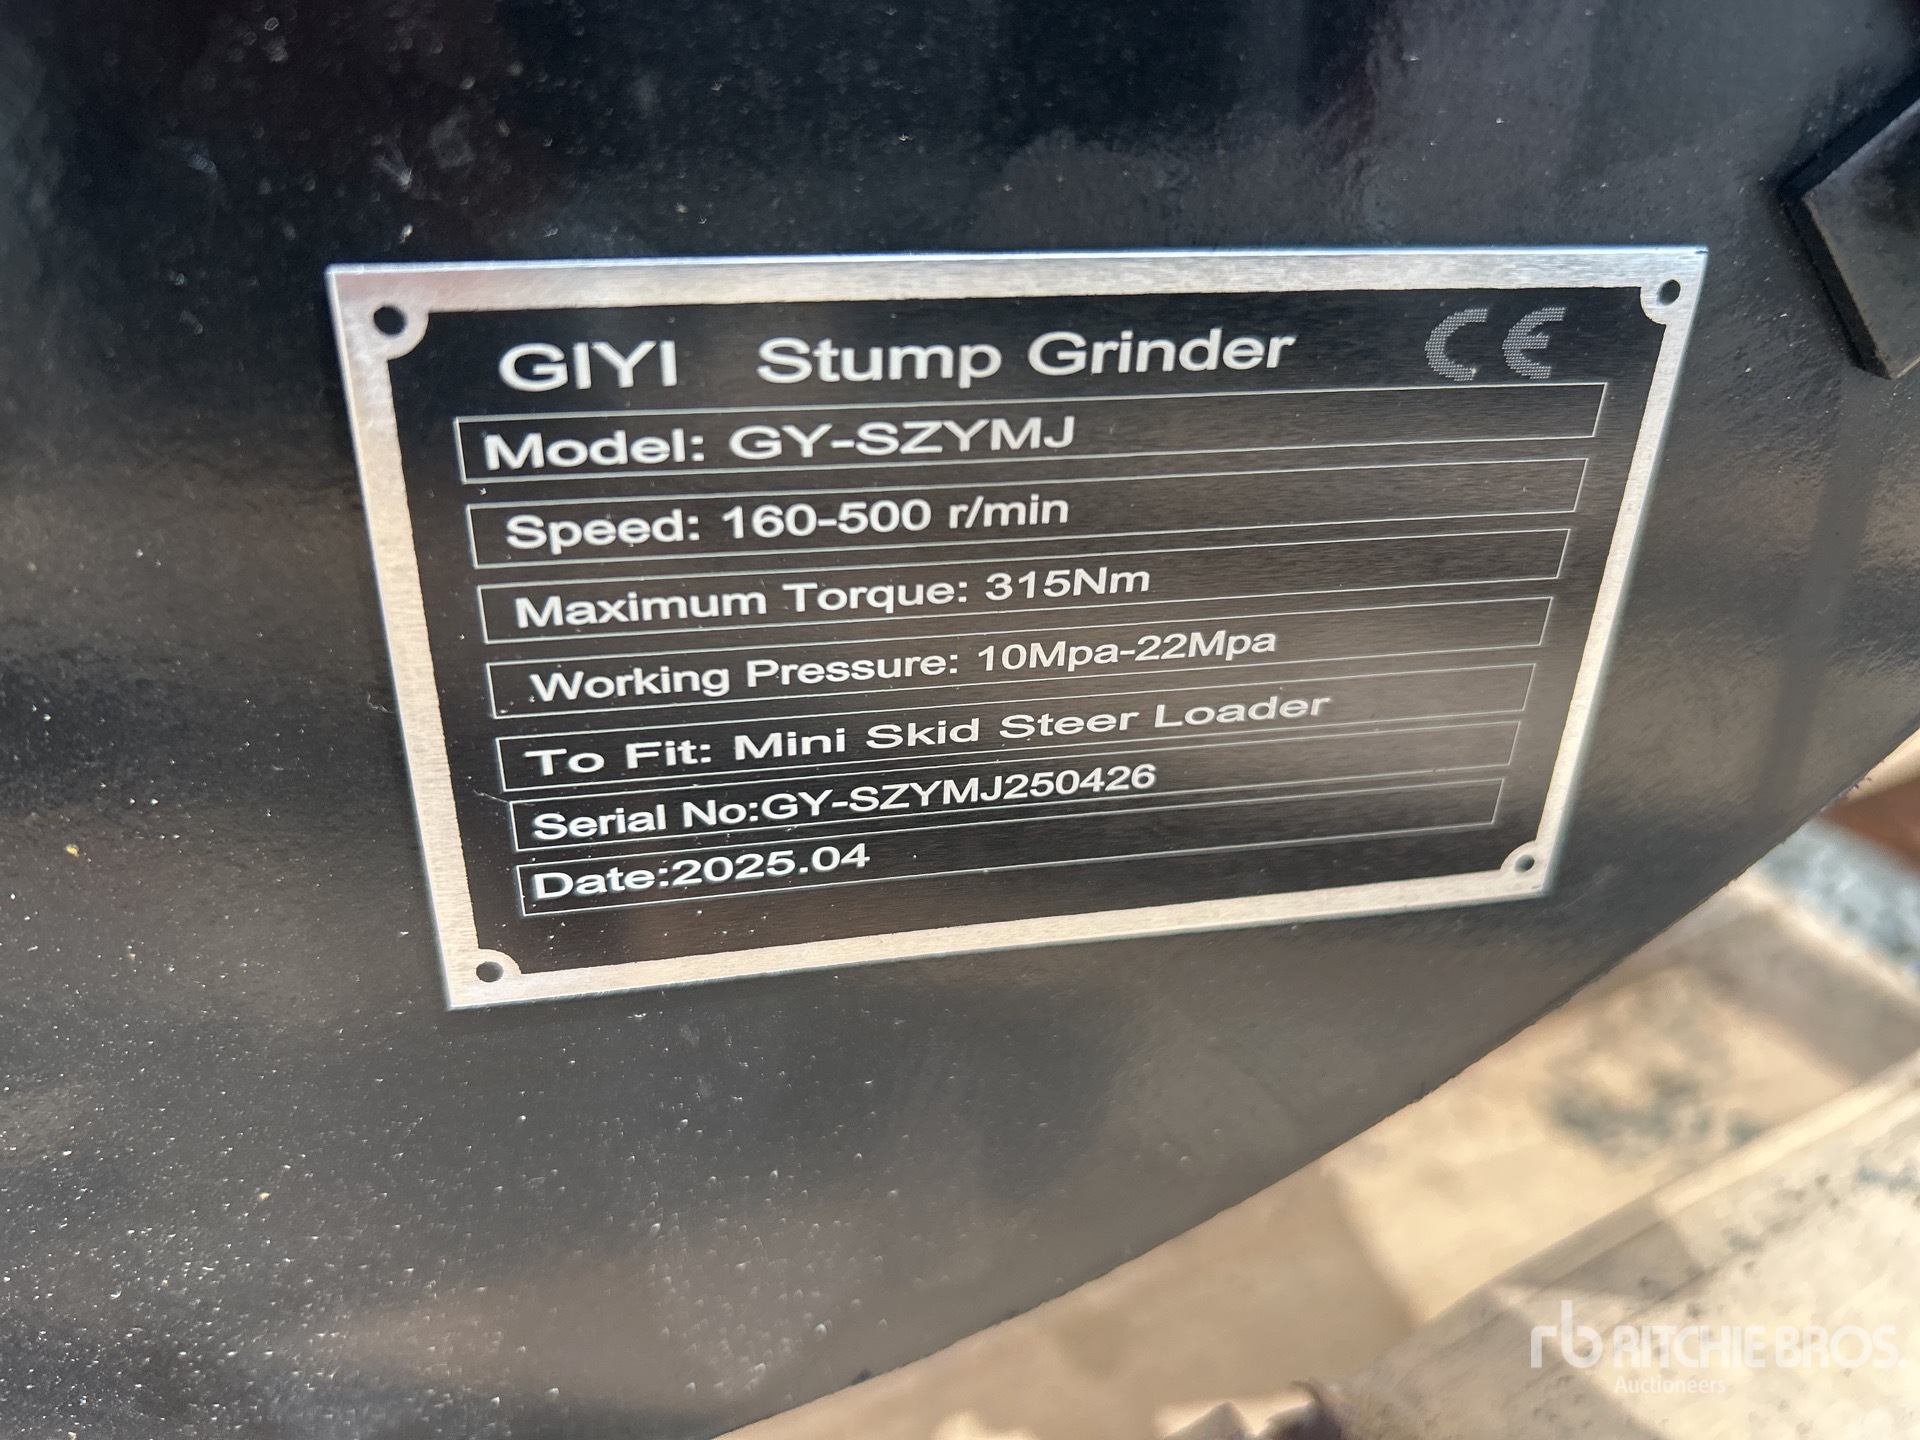 GIYI Stump Grinder CE
Model: GY-SZYMJ
Speed: 160-500 r/min
Maximum Torque: 315Nm
Working Pressure: 10Mpa-22Mpa
To Fit: Mini Skid Steer Loader
Serial No:GY-SZYMJ250426
Date:2025.04
rb RITCHIE BROS.
Auctioneers